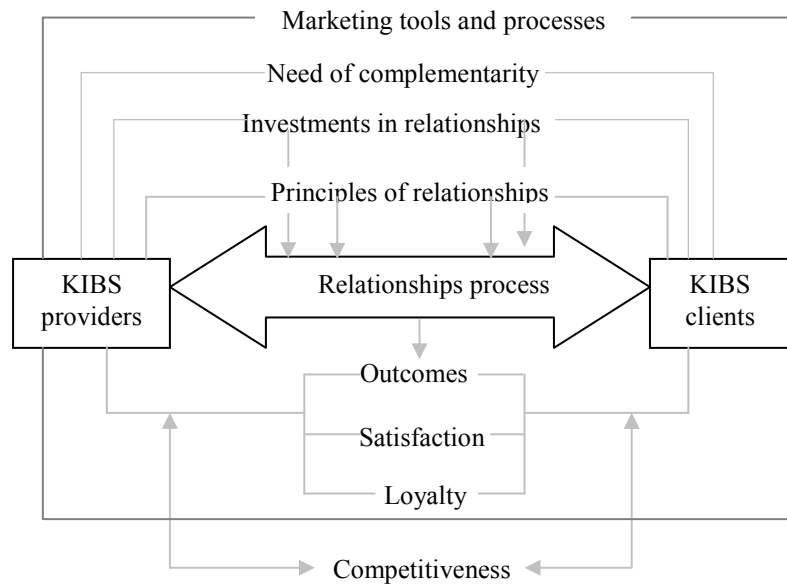 Marketing tools and processes
Need of complementarity
Investments in relationships
Principles of relationships
KIBS
providers
Relationships process
KIBS
clients
Outcomes
Satisfaction
Loyalty
Competitiveness